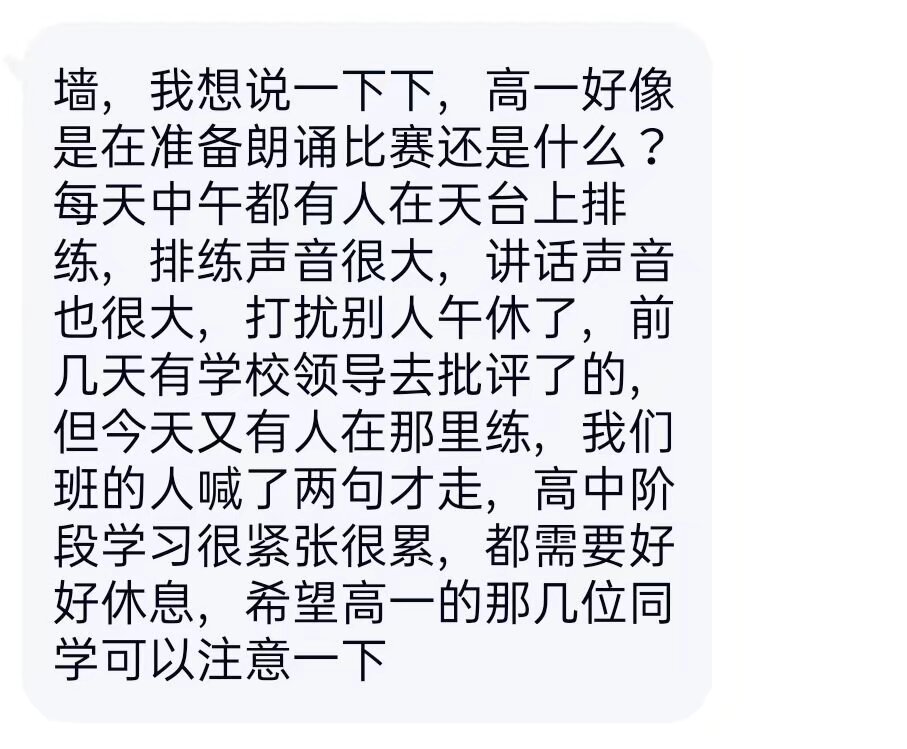 墙，我想说一下下，高一好像
是在准备朗诵比赛还是什么？
每天中午都有人在天台上排
练，排练声音很大，讲话声音
也很大，打扰别人午休了，前
几天有学校领导去批评了的，
但今天又有人在那里练，我们
班的人喊了两句才走，高中阶
段学习很紧张很累，都需要好
好休息，希望高一的那几位同
学可以注意一下